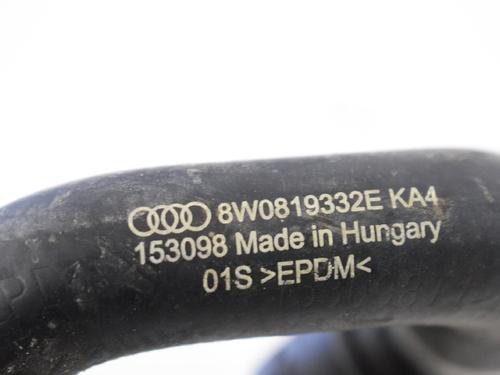 8W0819332E KA4
153098 Made in Hungary
01S >EPDM<